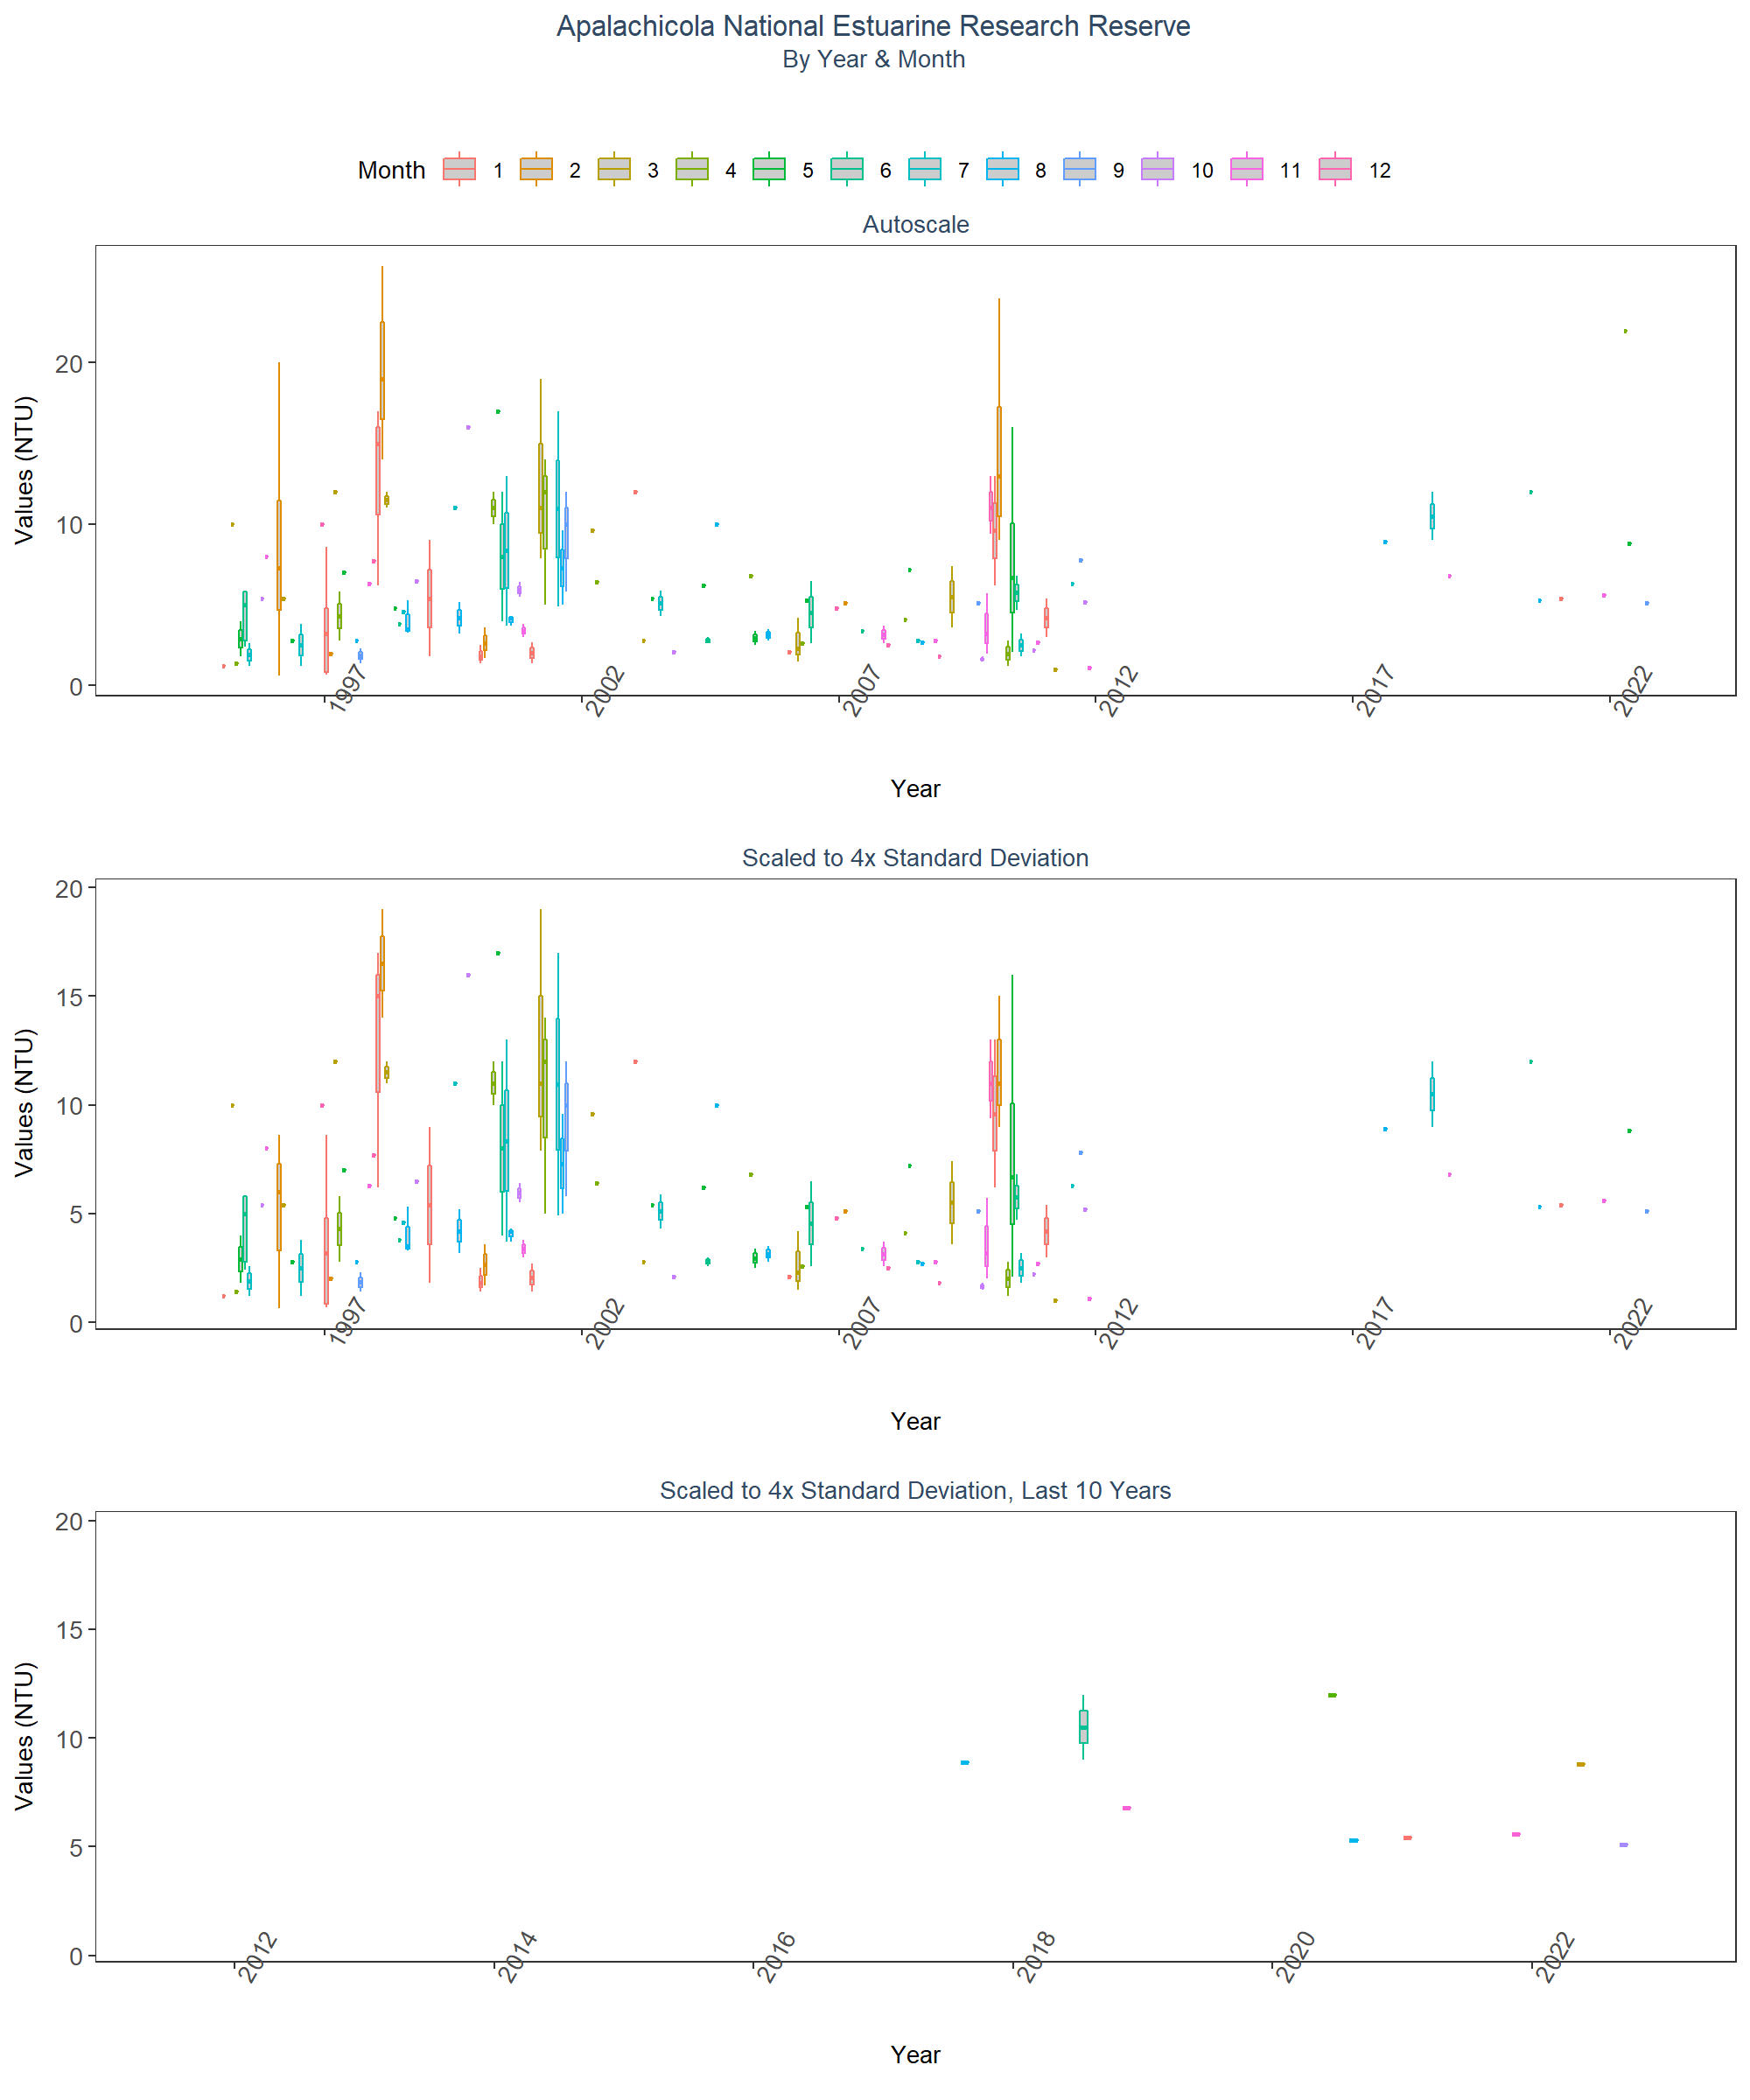 Apalachicola National Estuarine Research Reserve
By Year & Month
Month 1 2 3 4 5 6 7 8 9 10 11 12
Autoscale
Values (NTU)
20
10
0
1997 2002 2007 2012 2017 2022
Year
Scaled to 4x Standard Deviation
Values (NTU)
20
15
10
5
0
1997 2002 2007 2012 2017 2022
Year
Scaled to 4x Standard Deviation, Last 10 Years
Values (NTU)
20
15
10
5
0
2012 2014 2016 2018 2020 2022
Year